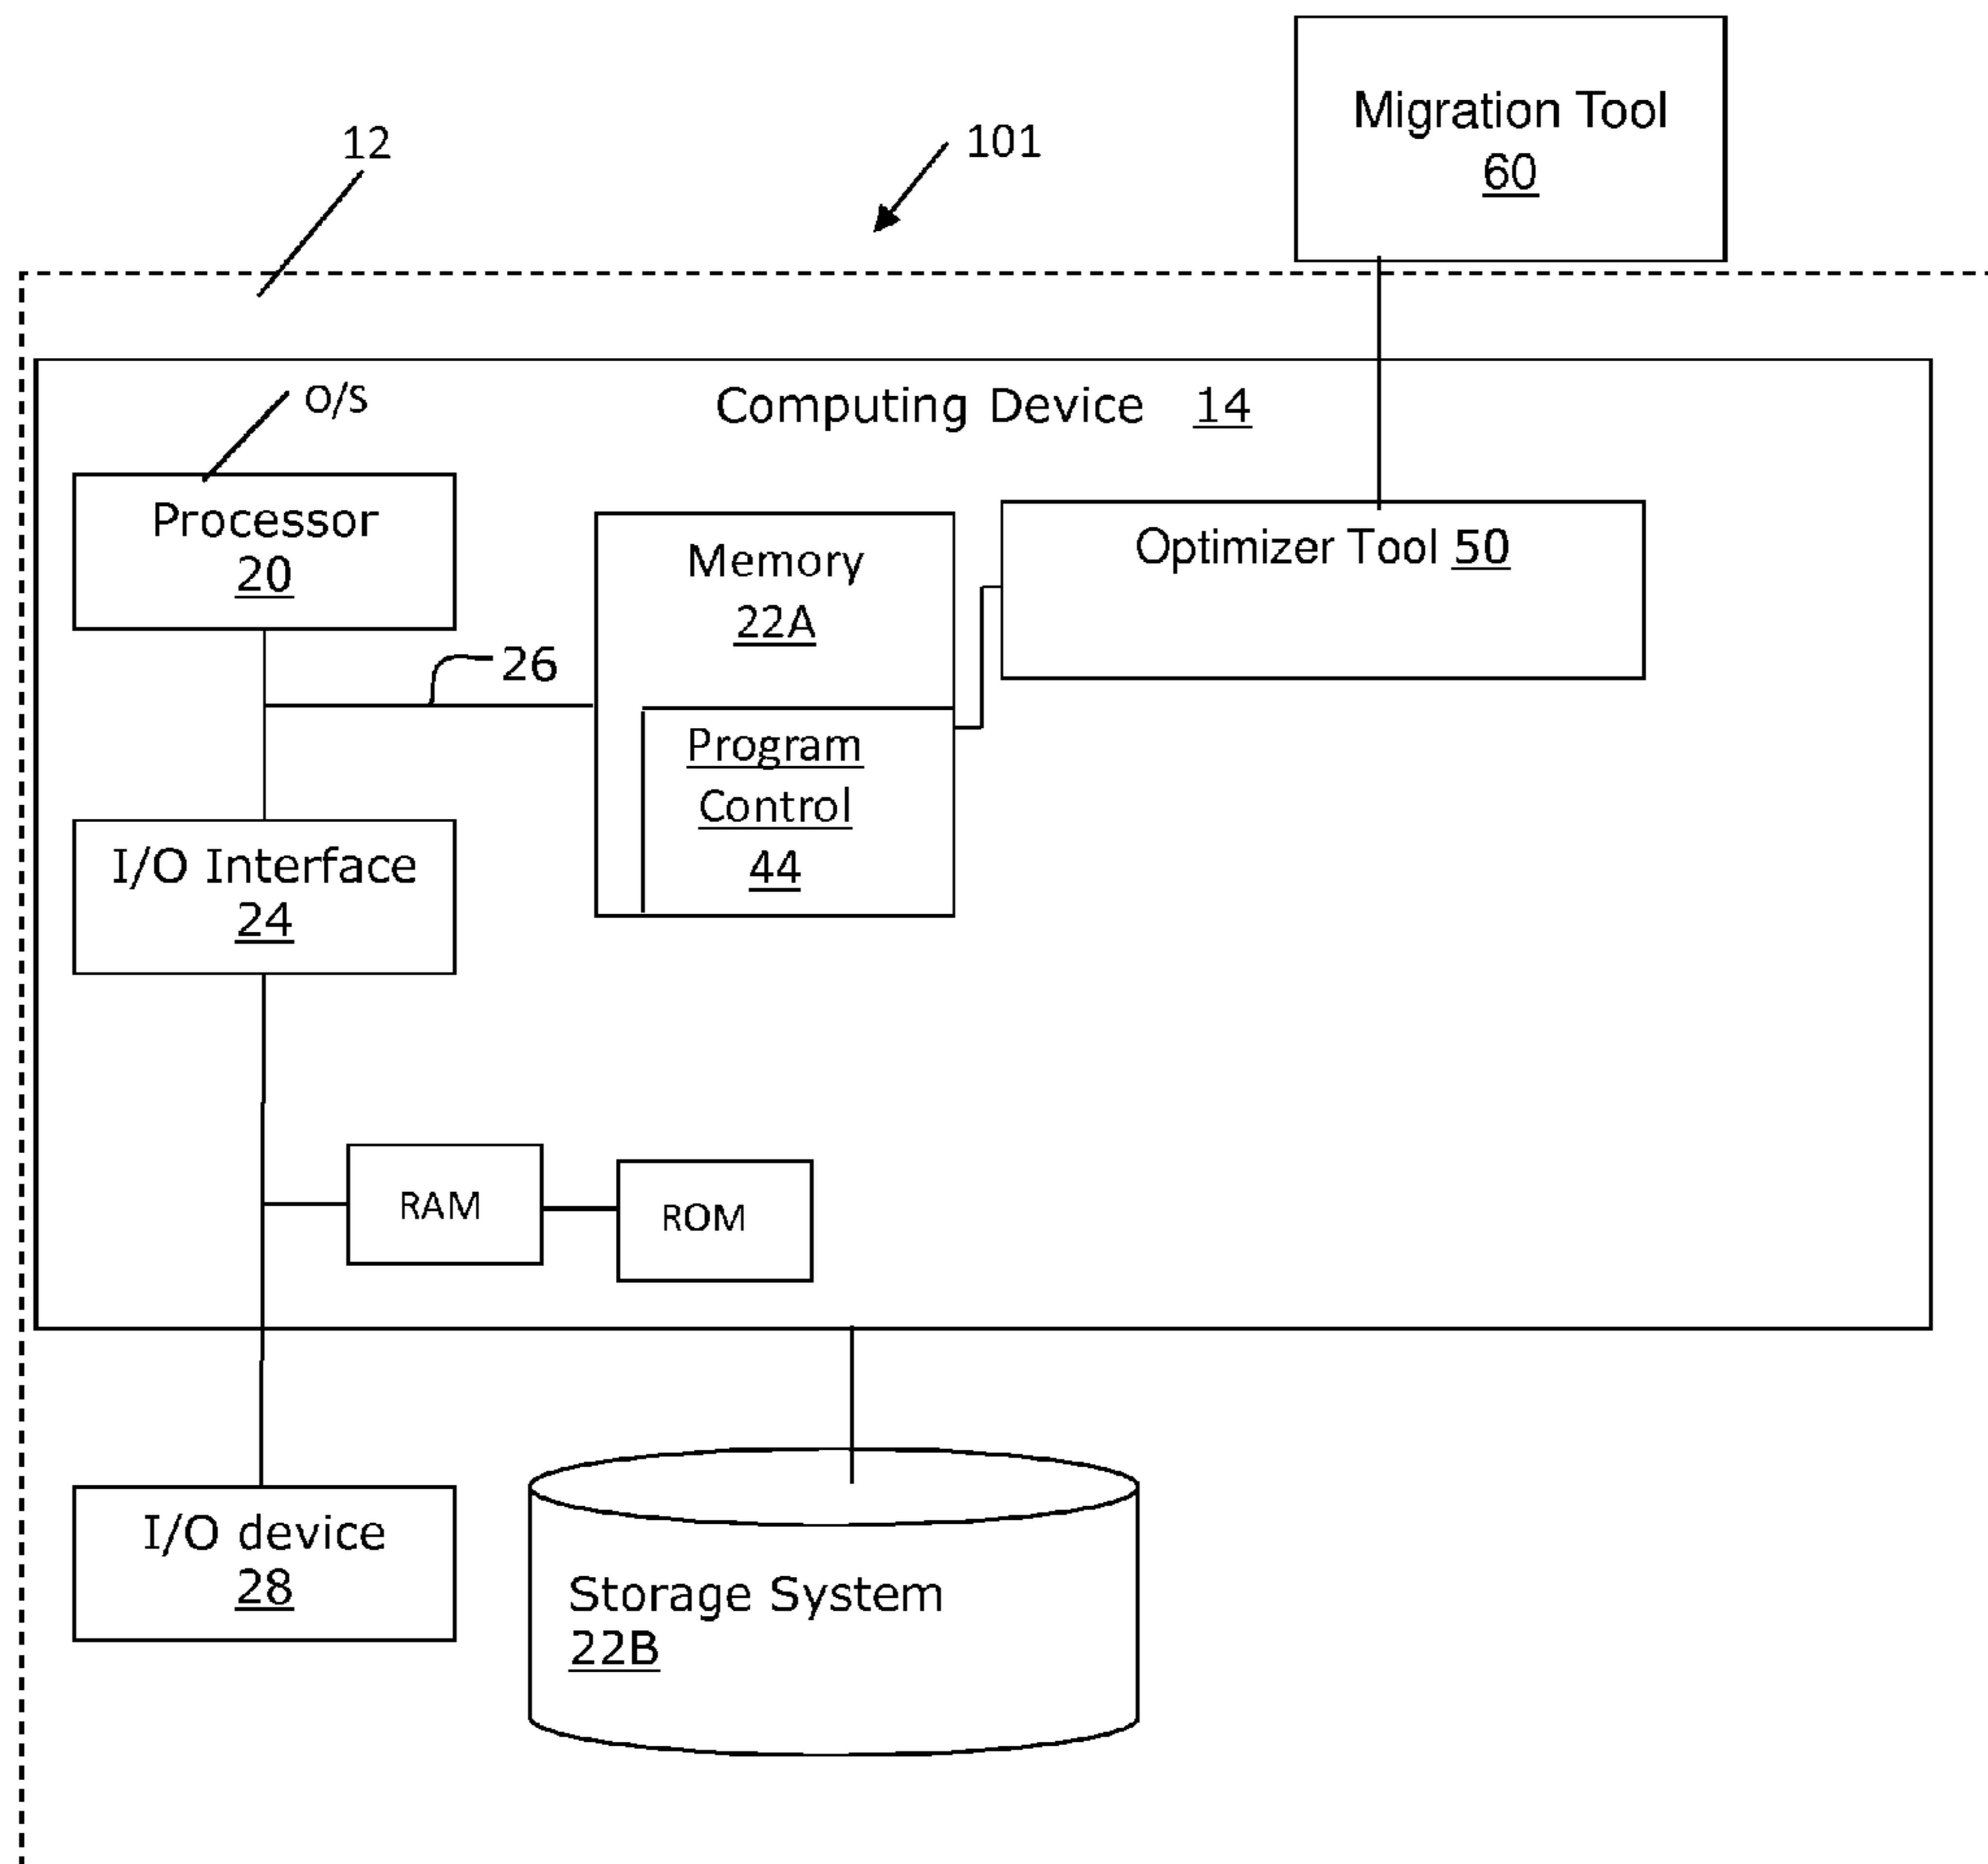 Migration Tool
60
12
101
O/S
Computing Device 14
Processor
20
Memory
22A
Optimizer Tool 50
26
Program
Control
44
I/O Interface
24
RAM
ROM
I/O device
28
Storage System
22B